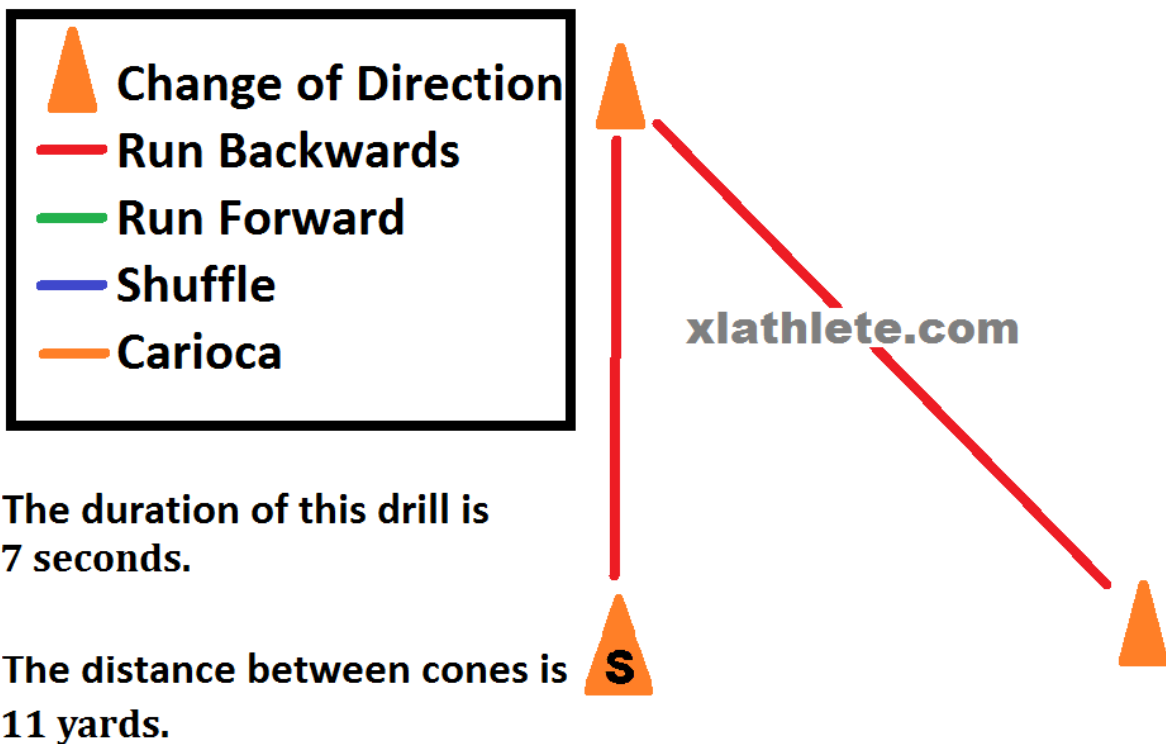 Change of Direction
Run Backwards
Run Forward
Shuffle
Carioca
xlathlete.com
The duration of this drill is
7 seconds.
The distance between cones is
11 yards.
S